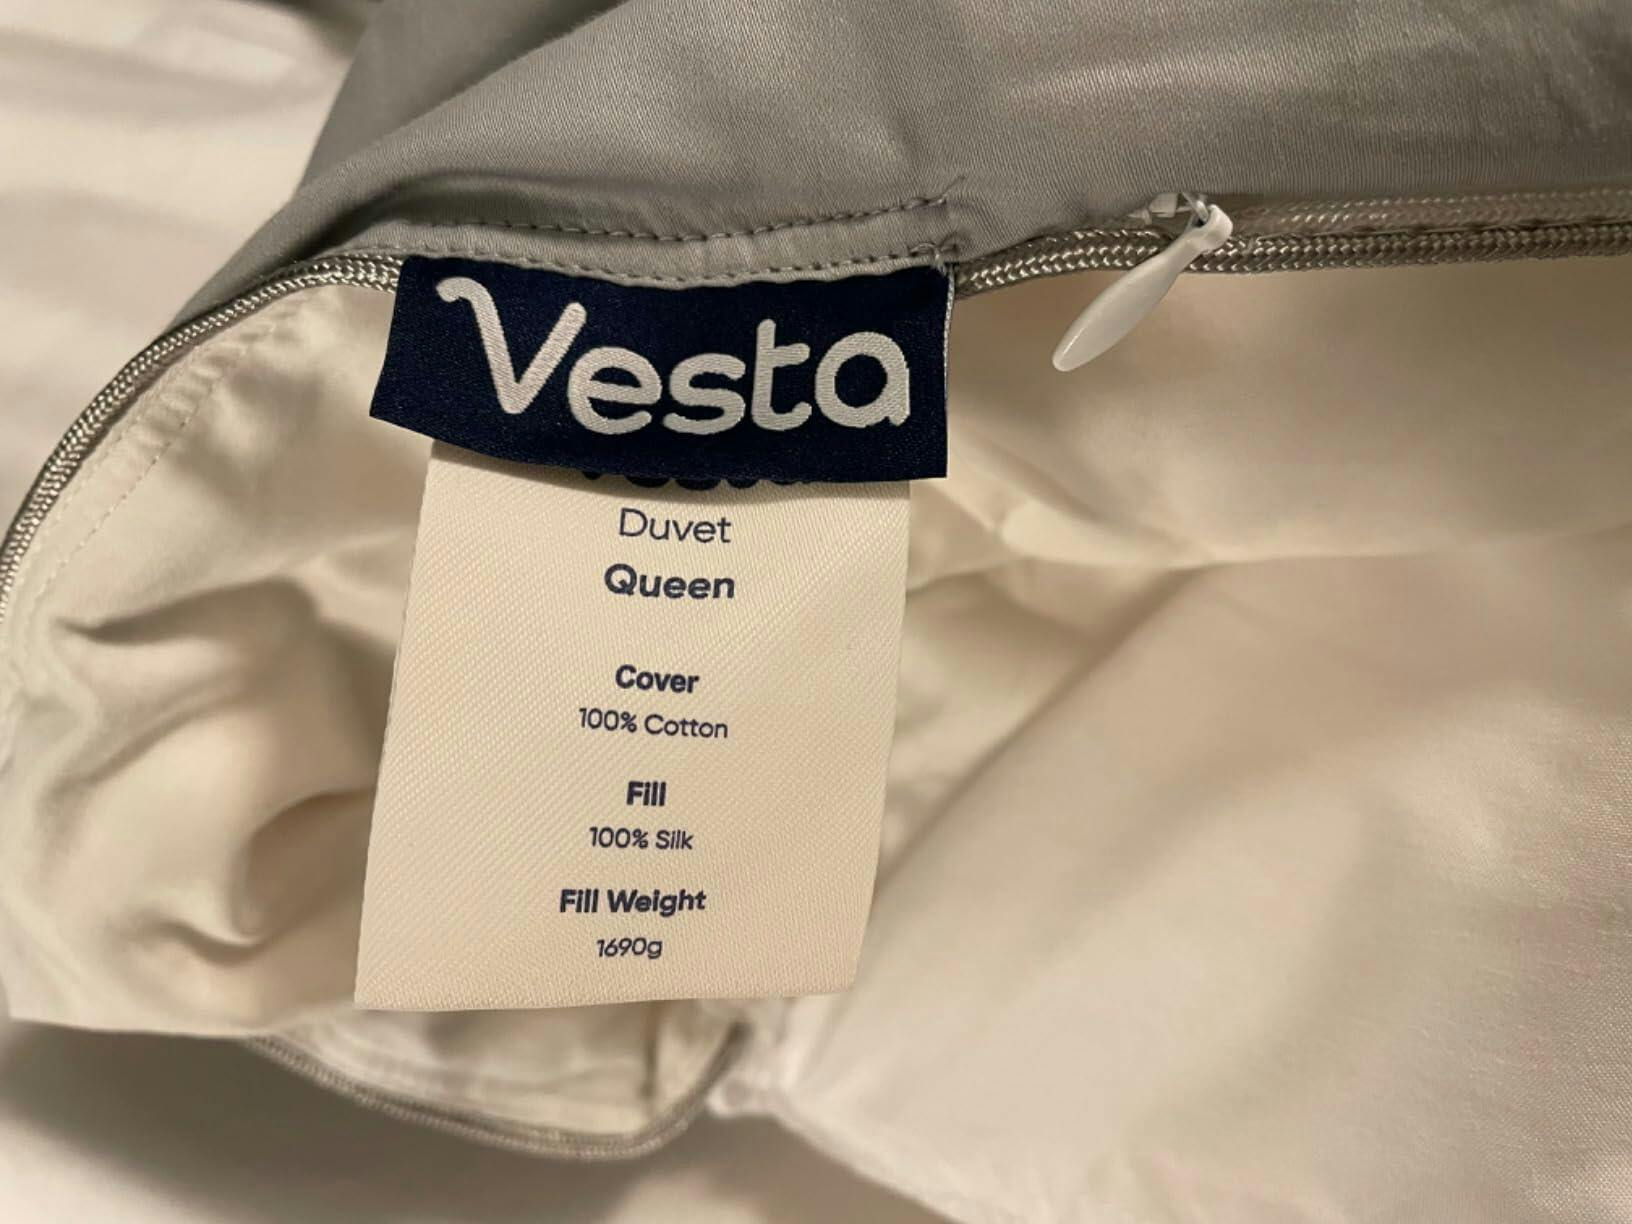 Vesta
Duvet
Queen
Cover
100% Cotton
Fill
100% Silk
Fill Weight
1690g